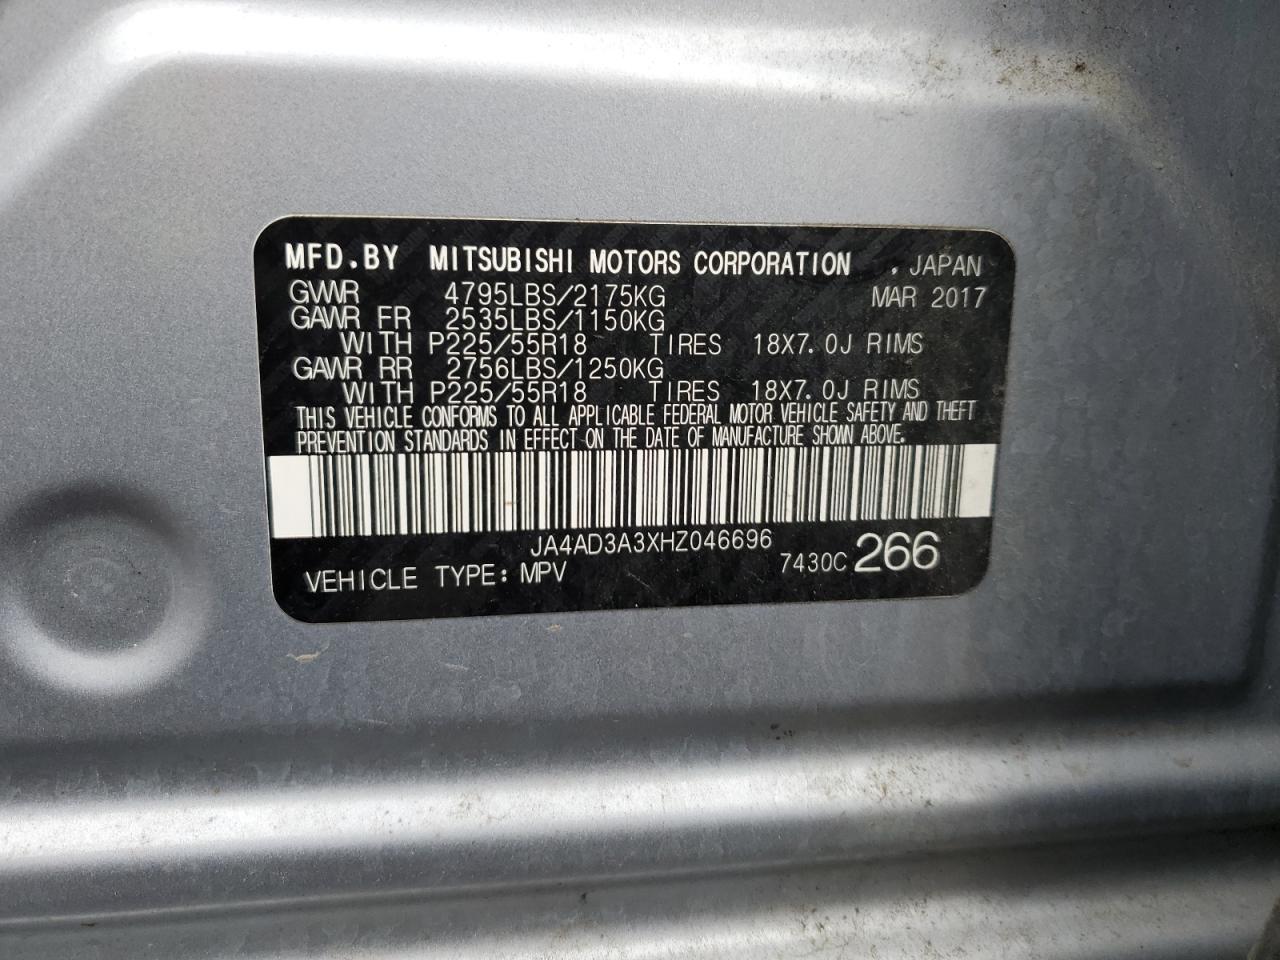 MFD.BY MITSUBISHI MOTORS CORPORATION , JAPAN
GVWR 4795LBS/2175KG MAR 2017
GAWR FR 2535LBS/1150KG
WITH P225/55R18 TIRES 18X7.0J RIMS
GAWR RR 2756LBS/1250KG
WITH P225/55R18 TIRES 18X7.0J RIMS
THIS VEHICLE CONFORMS TO ALL APPLICABLE FEDERAL MOTOR VEHICLE SAFETY AND THEFT
PREVENTION STANDARDS IN EFFECT ON THE DATE OF MANUFACTURE SHOWN ABOVE.
JA4AD3A3XHZ046696
VEHICLE TYPE: MPV 7430C 266